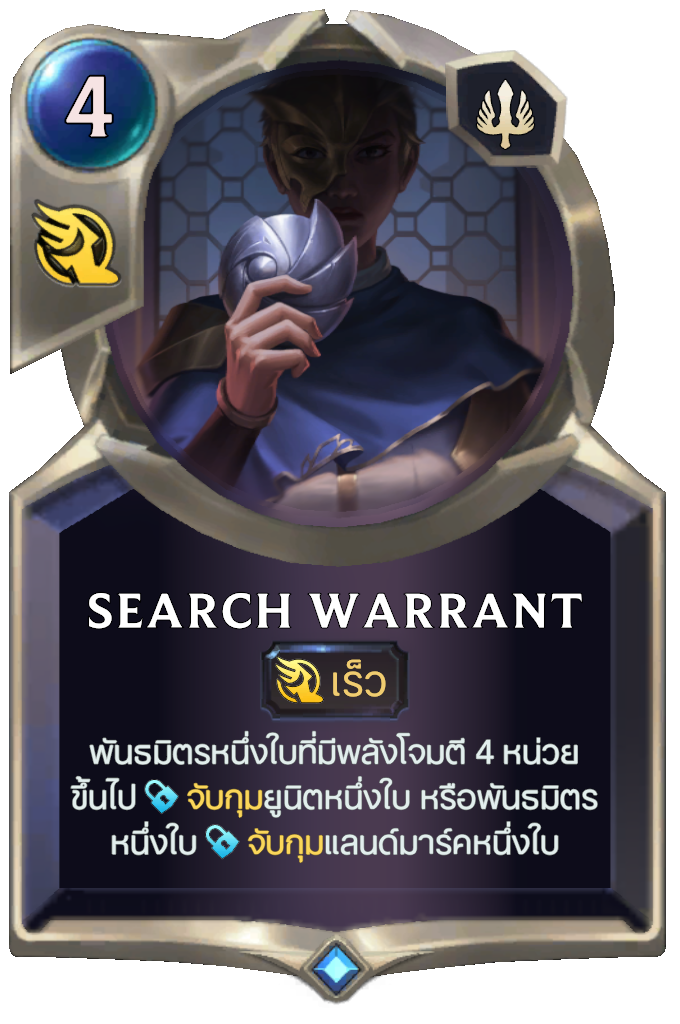 4
SEARCH WARRANT
เร็ว
พันธมิตรหนึ่งใบที่มีพลังโจมตี 4 หน่วย
ขึ้นไป จับกุมยูนิตหนึ่งใบ หรือพันธมิตร
หนึ่งใบ จับกุมแลนด์มาร์คหนึ่งใบ